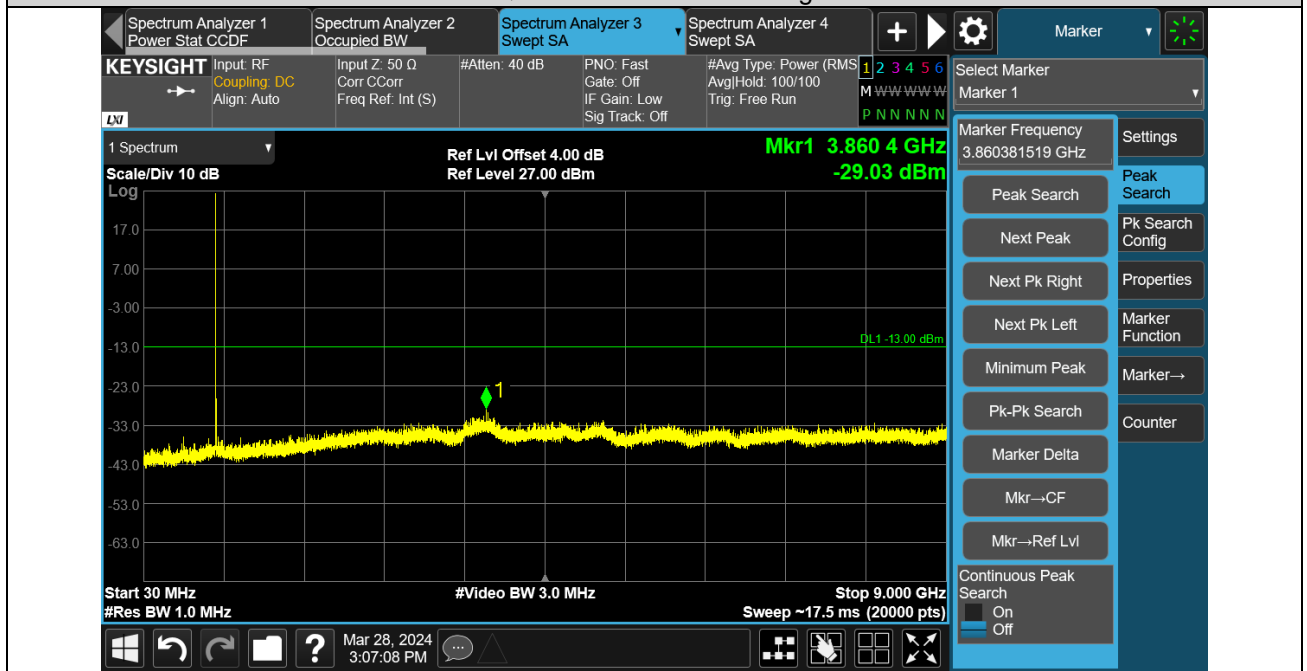 Spectrum Analyzer 1
Power Stat CCDF
Spectrum Analyzer 2
Occupied BW
Spectrum Analyzer 3
Swept SA
Spectrum Analyzer 4
Swept SA
+
Marker
KEYSIGHT
LXI
Input: RF
Coupling: DC
Align: Auto
Input Z: 50 Ω
Corr CCorr
Freq Ref: Int (S)
#Atten: 40 dB
PNO: Fast
Gate: Off
IF Gain: Low
Sig Track: Off
#Avg Type: Power (RMS
Avg|Hold: 100/100
Trig: Free Run
1 2 3 4 5 6
M W W W W W
P N N N N N
Select Marker
Marker 1
1 Spectrum
Scale/Div 10 dB
Log
Ref Lvl Offset 4.00 dB
Ref Level 27.00 dBm
Mkr1 3.860 4 GHz
-29.03 dBm
17.0
7.00
-3.00
-13.0
-23.0
-33.0
-43.0
-53.0
-63.0
DL1 -13.00 dBm
1
Start 30 MHz
#Res BW 1.0 MHz
#Video BW 3.0 MHz
Stop 9.000 GHz
Sweep ~17.5 ms (20000 pts)
Marker Frequency
3.860381519 GHz
Peak Search
Next Peak
Next Pk Right
Next Pk Left
Minimum Peak
Pk-Pk Search
Marker Delta
Mkr→CF
Mkr→Ref Lvl
Continuous Peak
Search
On
Off
Settings
Peak
Search
Pk Search
Config
Properties
Marker
Function
Marker→
Counter
?
Mar 28, 2024
3:07:08 PM